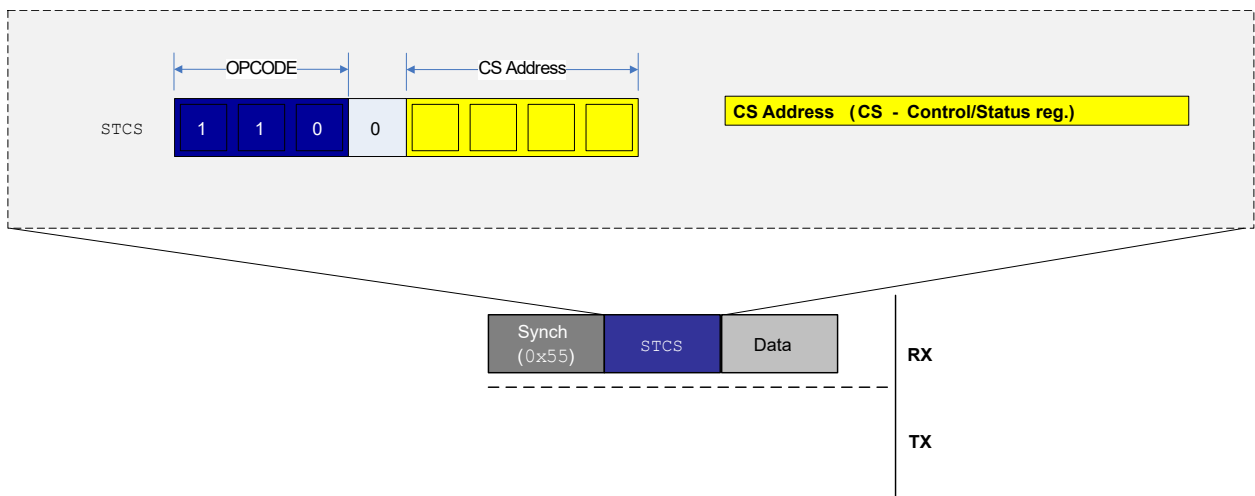 OPCODE
CS Address
STCS
1 1 0 0
CS Address (CS - Control/Status reg.)
Synch
(0x55)
STCS
Data
RX
TX